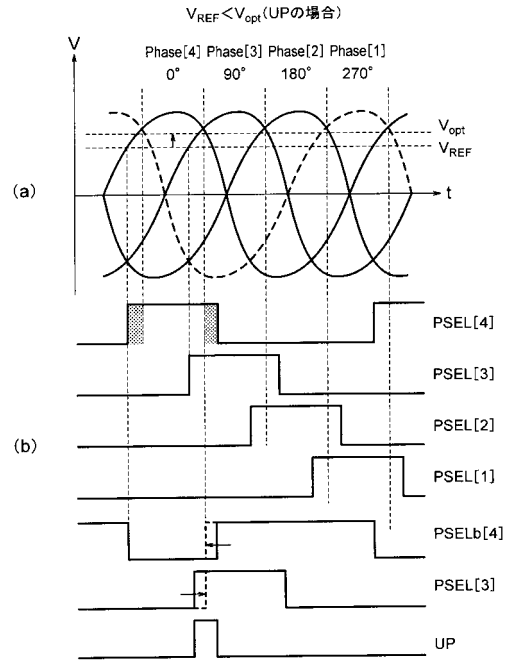 V_REF＜V_opt(UPの場合)
Phase[4] Phase[3] Phase[2] Phase[1]
0° 90° 180° 270°
V
V_opt
V_REF
(a)
t
PSEL[4]
PSEL[3]
PSEL[2]
(b)
PSEL[1]
PSELb[4]
PSEL[3]
UP